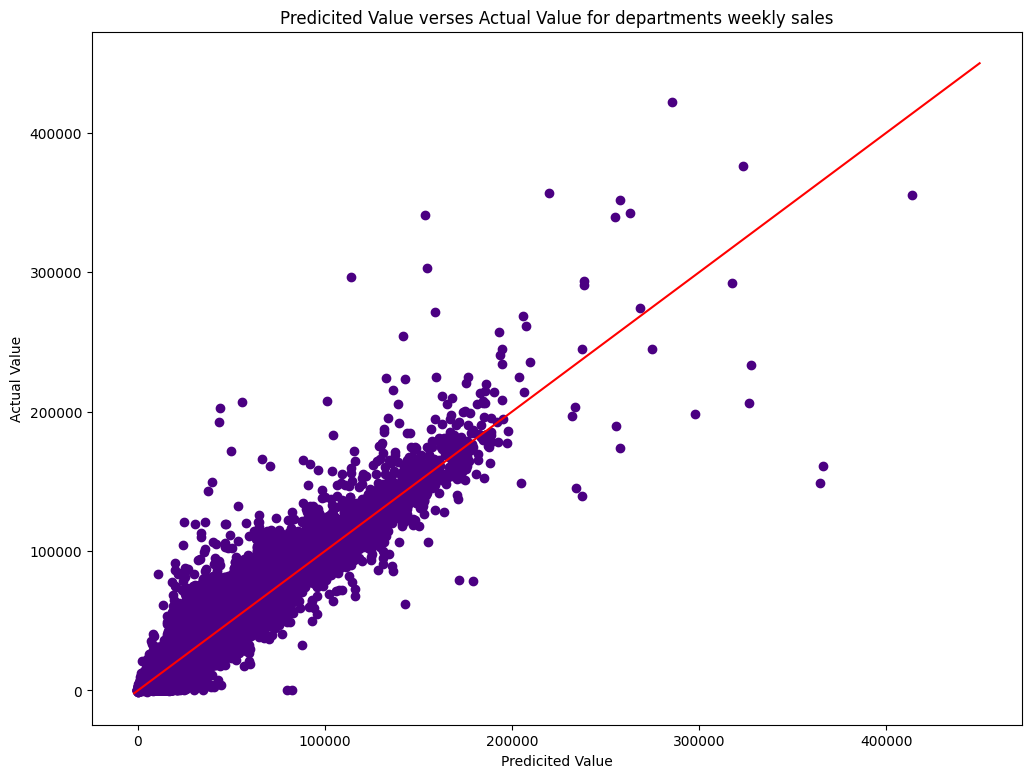 Predicited Value verses Actual Value for departments weekly sales
Actual Value
400000
300000
200000
100000
0
0 100000 200000 300000 400000
Predicited Value